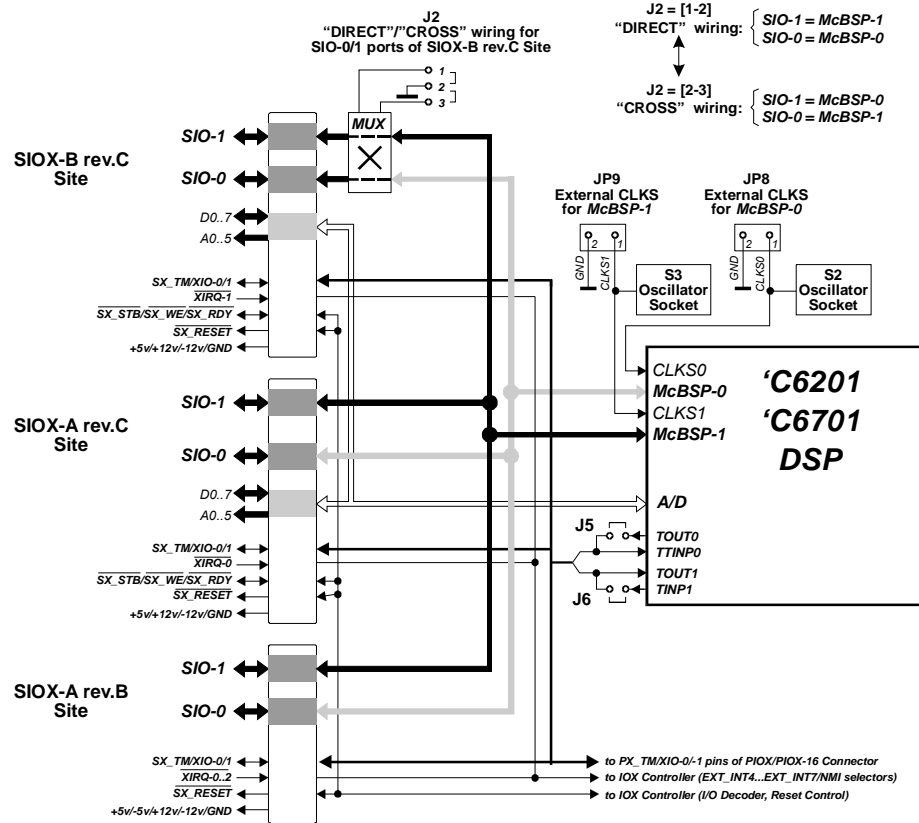 J2
“DIRECT”/”CROSS” wiring for
SIO-0/1 ports of SIOX-B rev.C Site
1
2
3
J2 = [1-2]
“DIRECT” wiring:
SIO-1 = McBSP-1
SIO-0 = McBSP-0
J2 = [2-3]
“CROSS” wiring:
SIO-1 = McBSP-0
SIO-0 = McBSP-1
MUX
SIOX-B rev.C
Site
SIO-1
SIO-0
D0..7
A0..5
SX_TM/XIO-0/1
XIRQ-1
SX_STB/SX_WE/SX_RDY
SX_RESET
+5v/+12v/-12v/GND
JP9
External CLKS
for McBSP-1
2
1
GND
CLKS1
S3
Oscillator
Socket
JP8
External CLKS
for McBSP-0
2
1
GND
CLKS0
S2
Oscillator
Socket
SIOX-A rev.C
Site
SIO-1
SIO-0
D0..7
A0..5
SX_TM/XIO-0/1
XIRQ-0
SX_STB/SX_WE/SX_RDY
SX_RESET
+5v/+12v/-12v/GND
CLKS0
McBSP-0
CLKS1
McBSP-1
A/D
TOUT0
TTINP0
TOUT1
TINP1
‘C6201
‘C6701
DSP
J5
J6
SIOX-A rev.B
Site
SIO-1
SIO-0
SX_TM/XIO-0/1
XIRQ-0..2
SX_RESET
+5v/-5v/+12v/-12v/GND
to PX_TM/XIO-0/-1 pins of PIOX/PIOX-16 Connector
to IOX Controller (EXT_INT4...EXT_INT7/NMI selectors)
to IOX Controller (I/O Decoder, Reset Control)